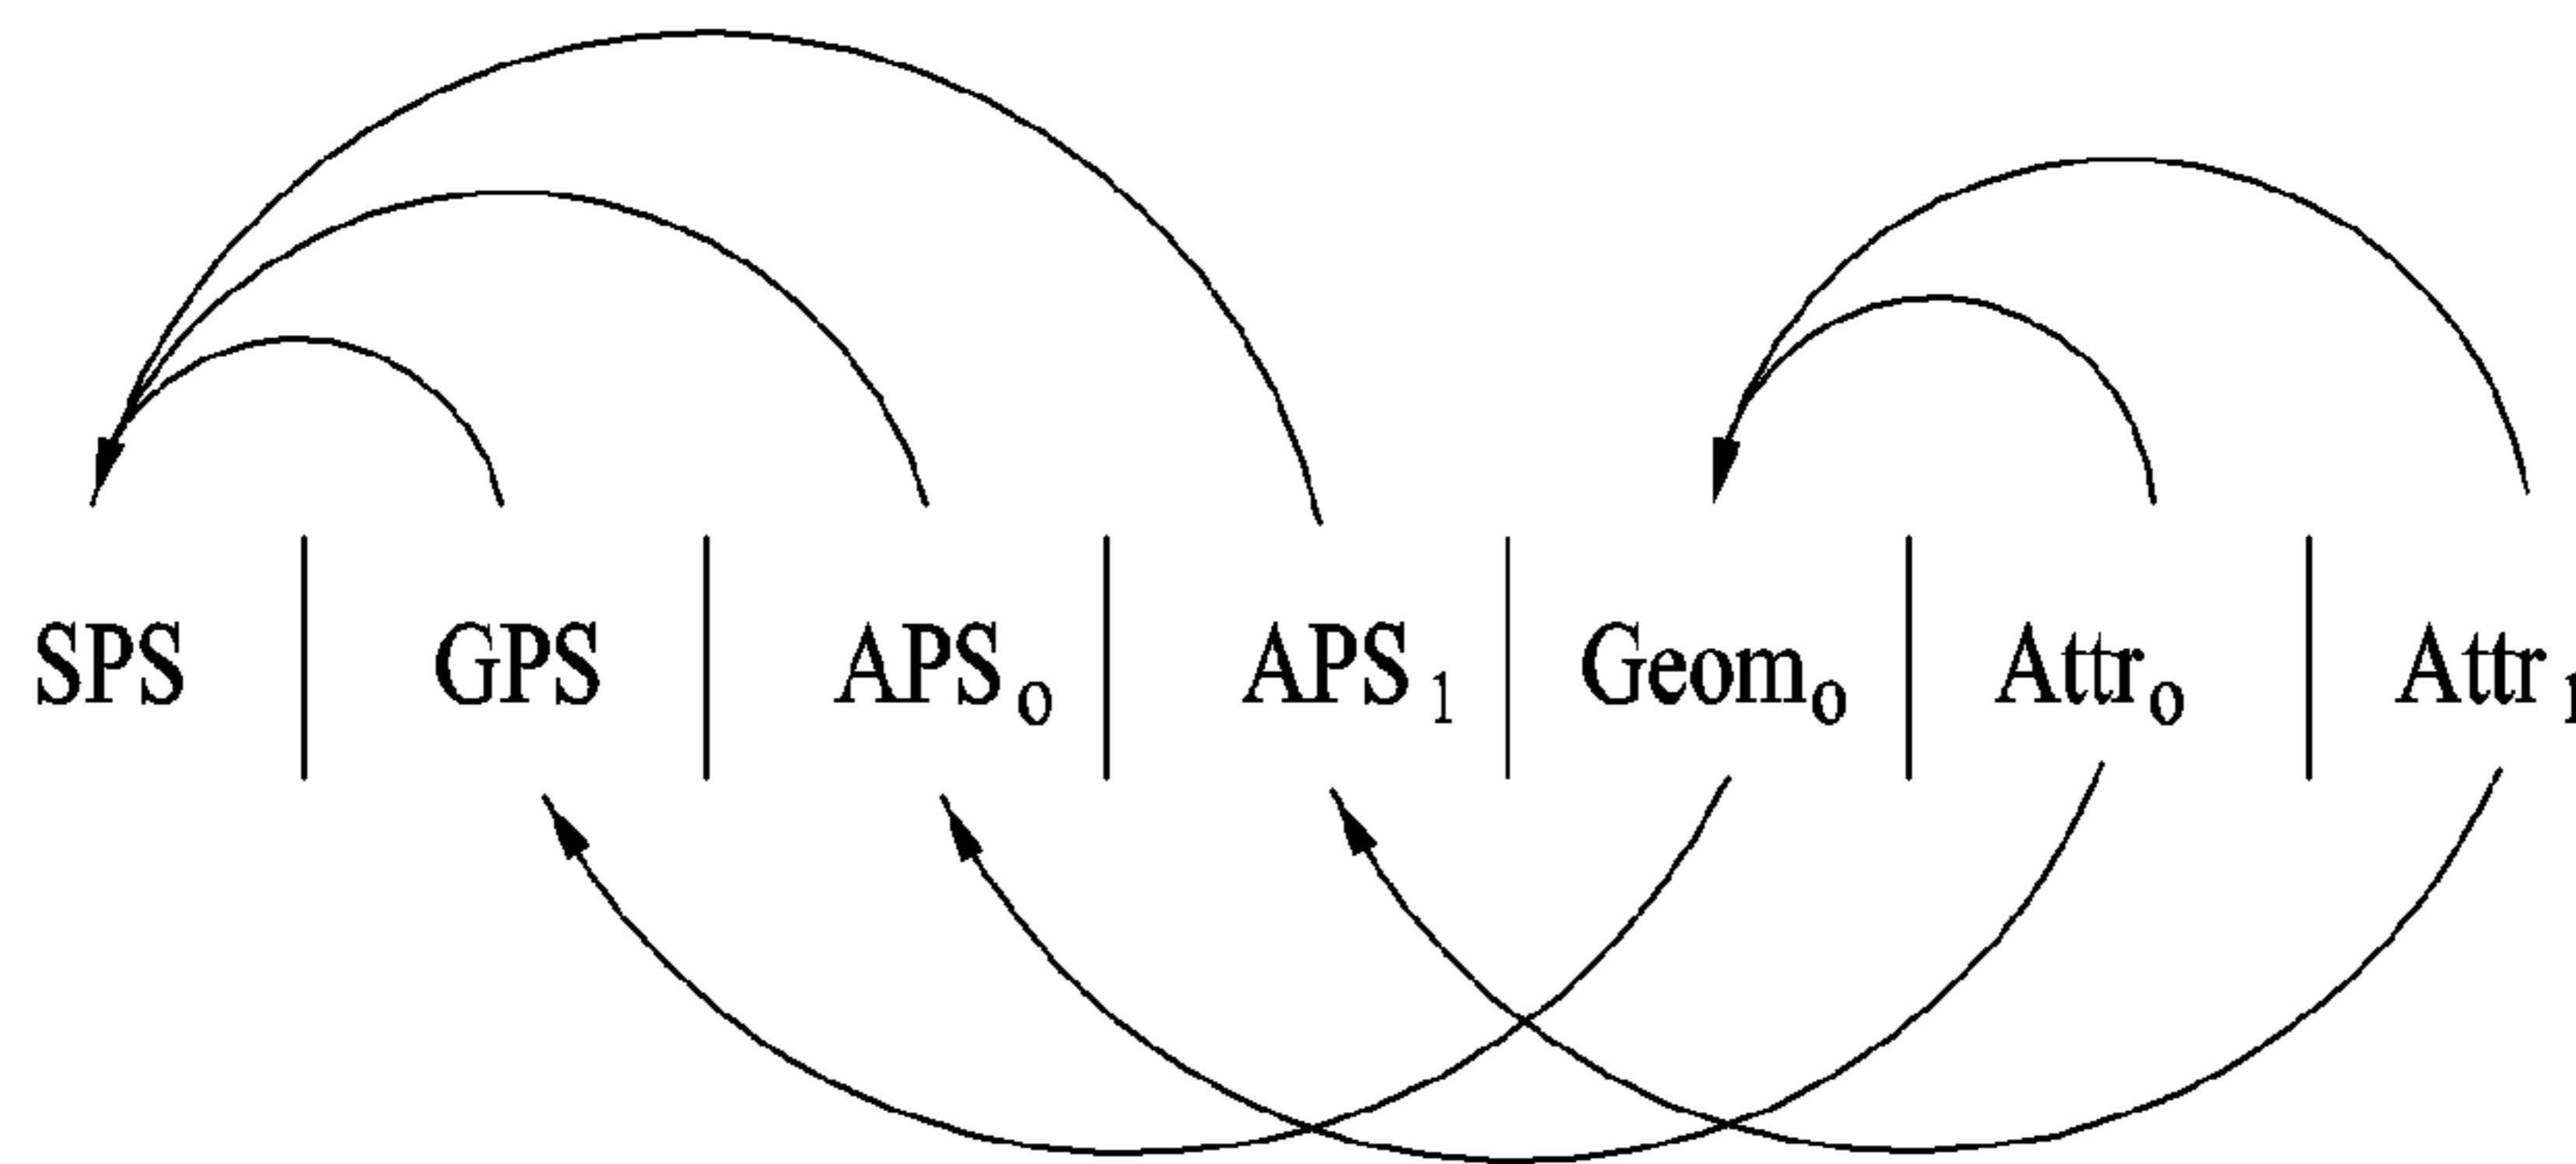 SPS | GPS | APS₀ | APS₁ | Geom₀ | Attr₀ | Attr₁